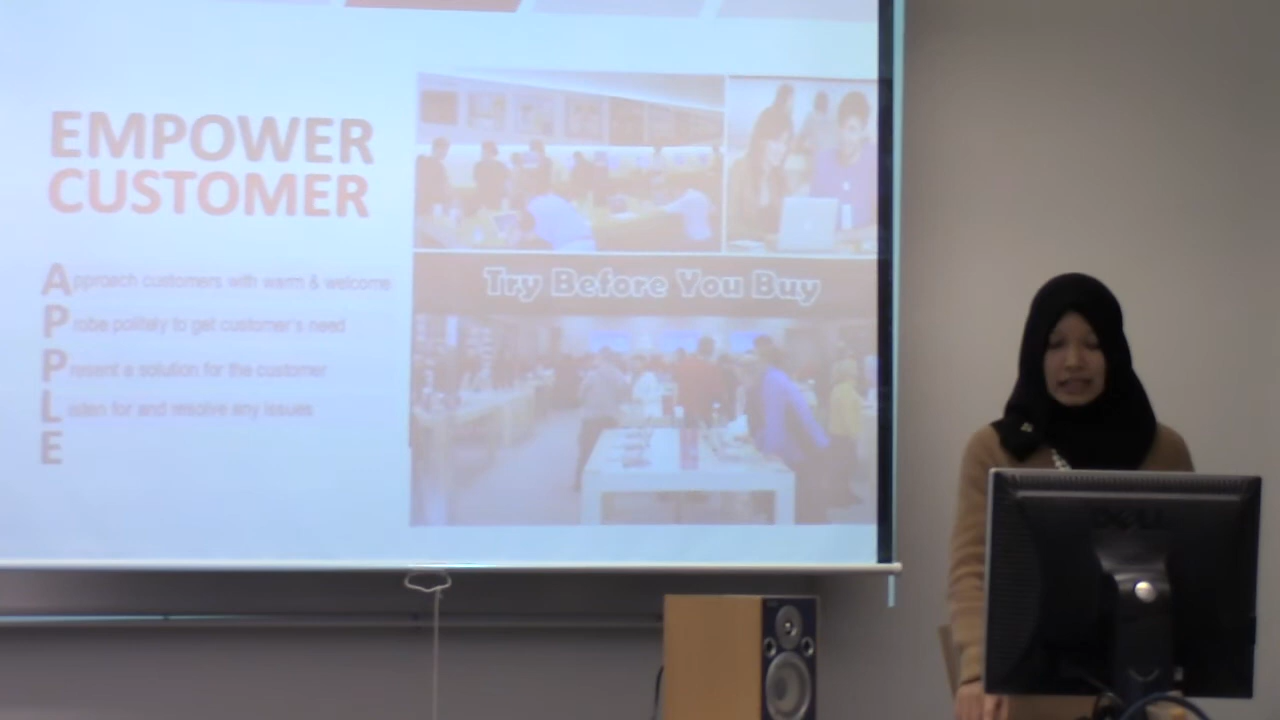 EMPOWER
CUSTOMER
Approach customers with warm & welcome
Probe politely to get customer's need
Present a solution for the customer
Listen for and resolve any issues
E
Try Before You Buy
DELL